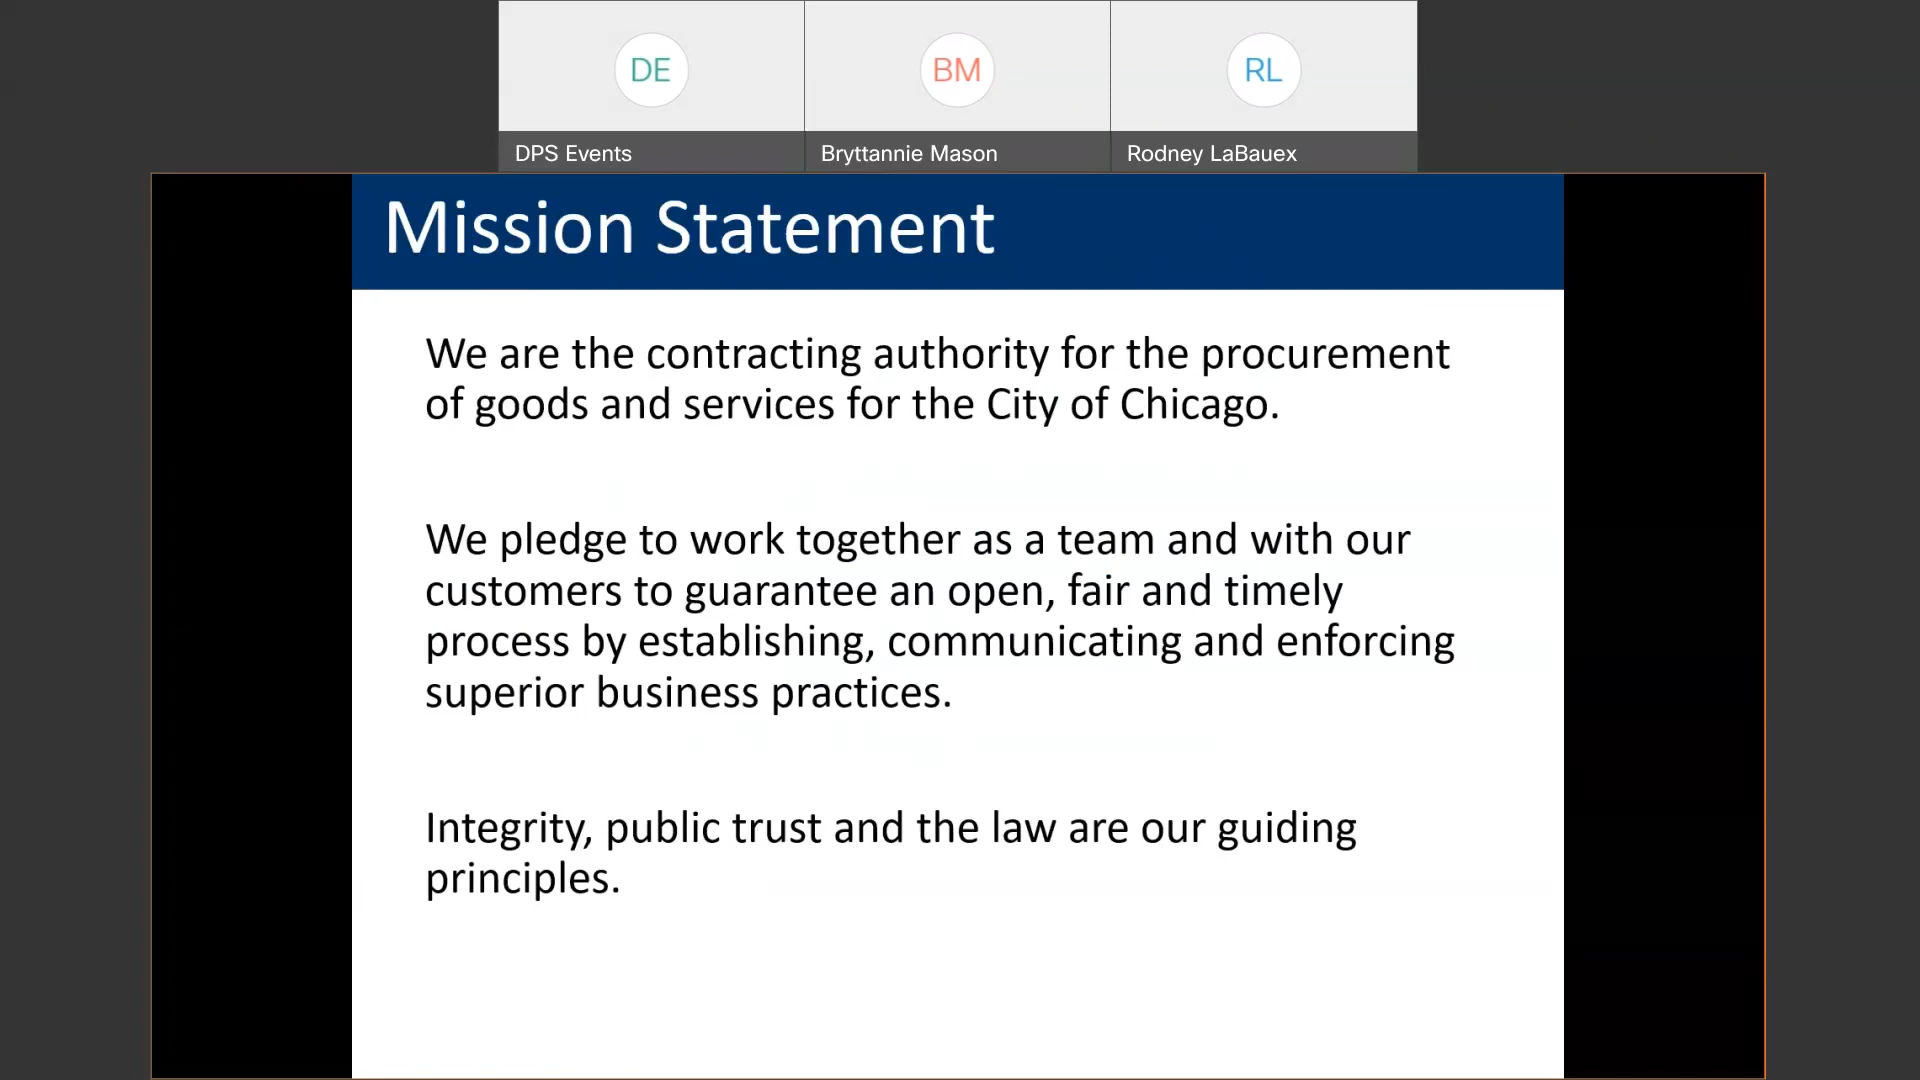 DE
BM
RL
DPS Events
Bryttannie Mason
Rodney LaBauex
Mission Statement
We are the contracting authority for the procurement
of goods and services for the City of Chicago.
We pledge to work together as a team and with our
customers to guarantee an open, fair and timely
process by establishing, communicating and enforcing
superior business practices.
Integrity, public trust and the law are our guiding
principles.